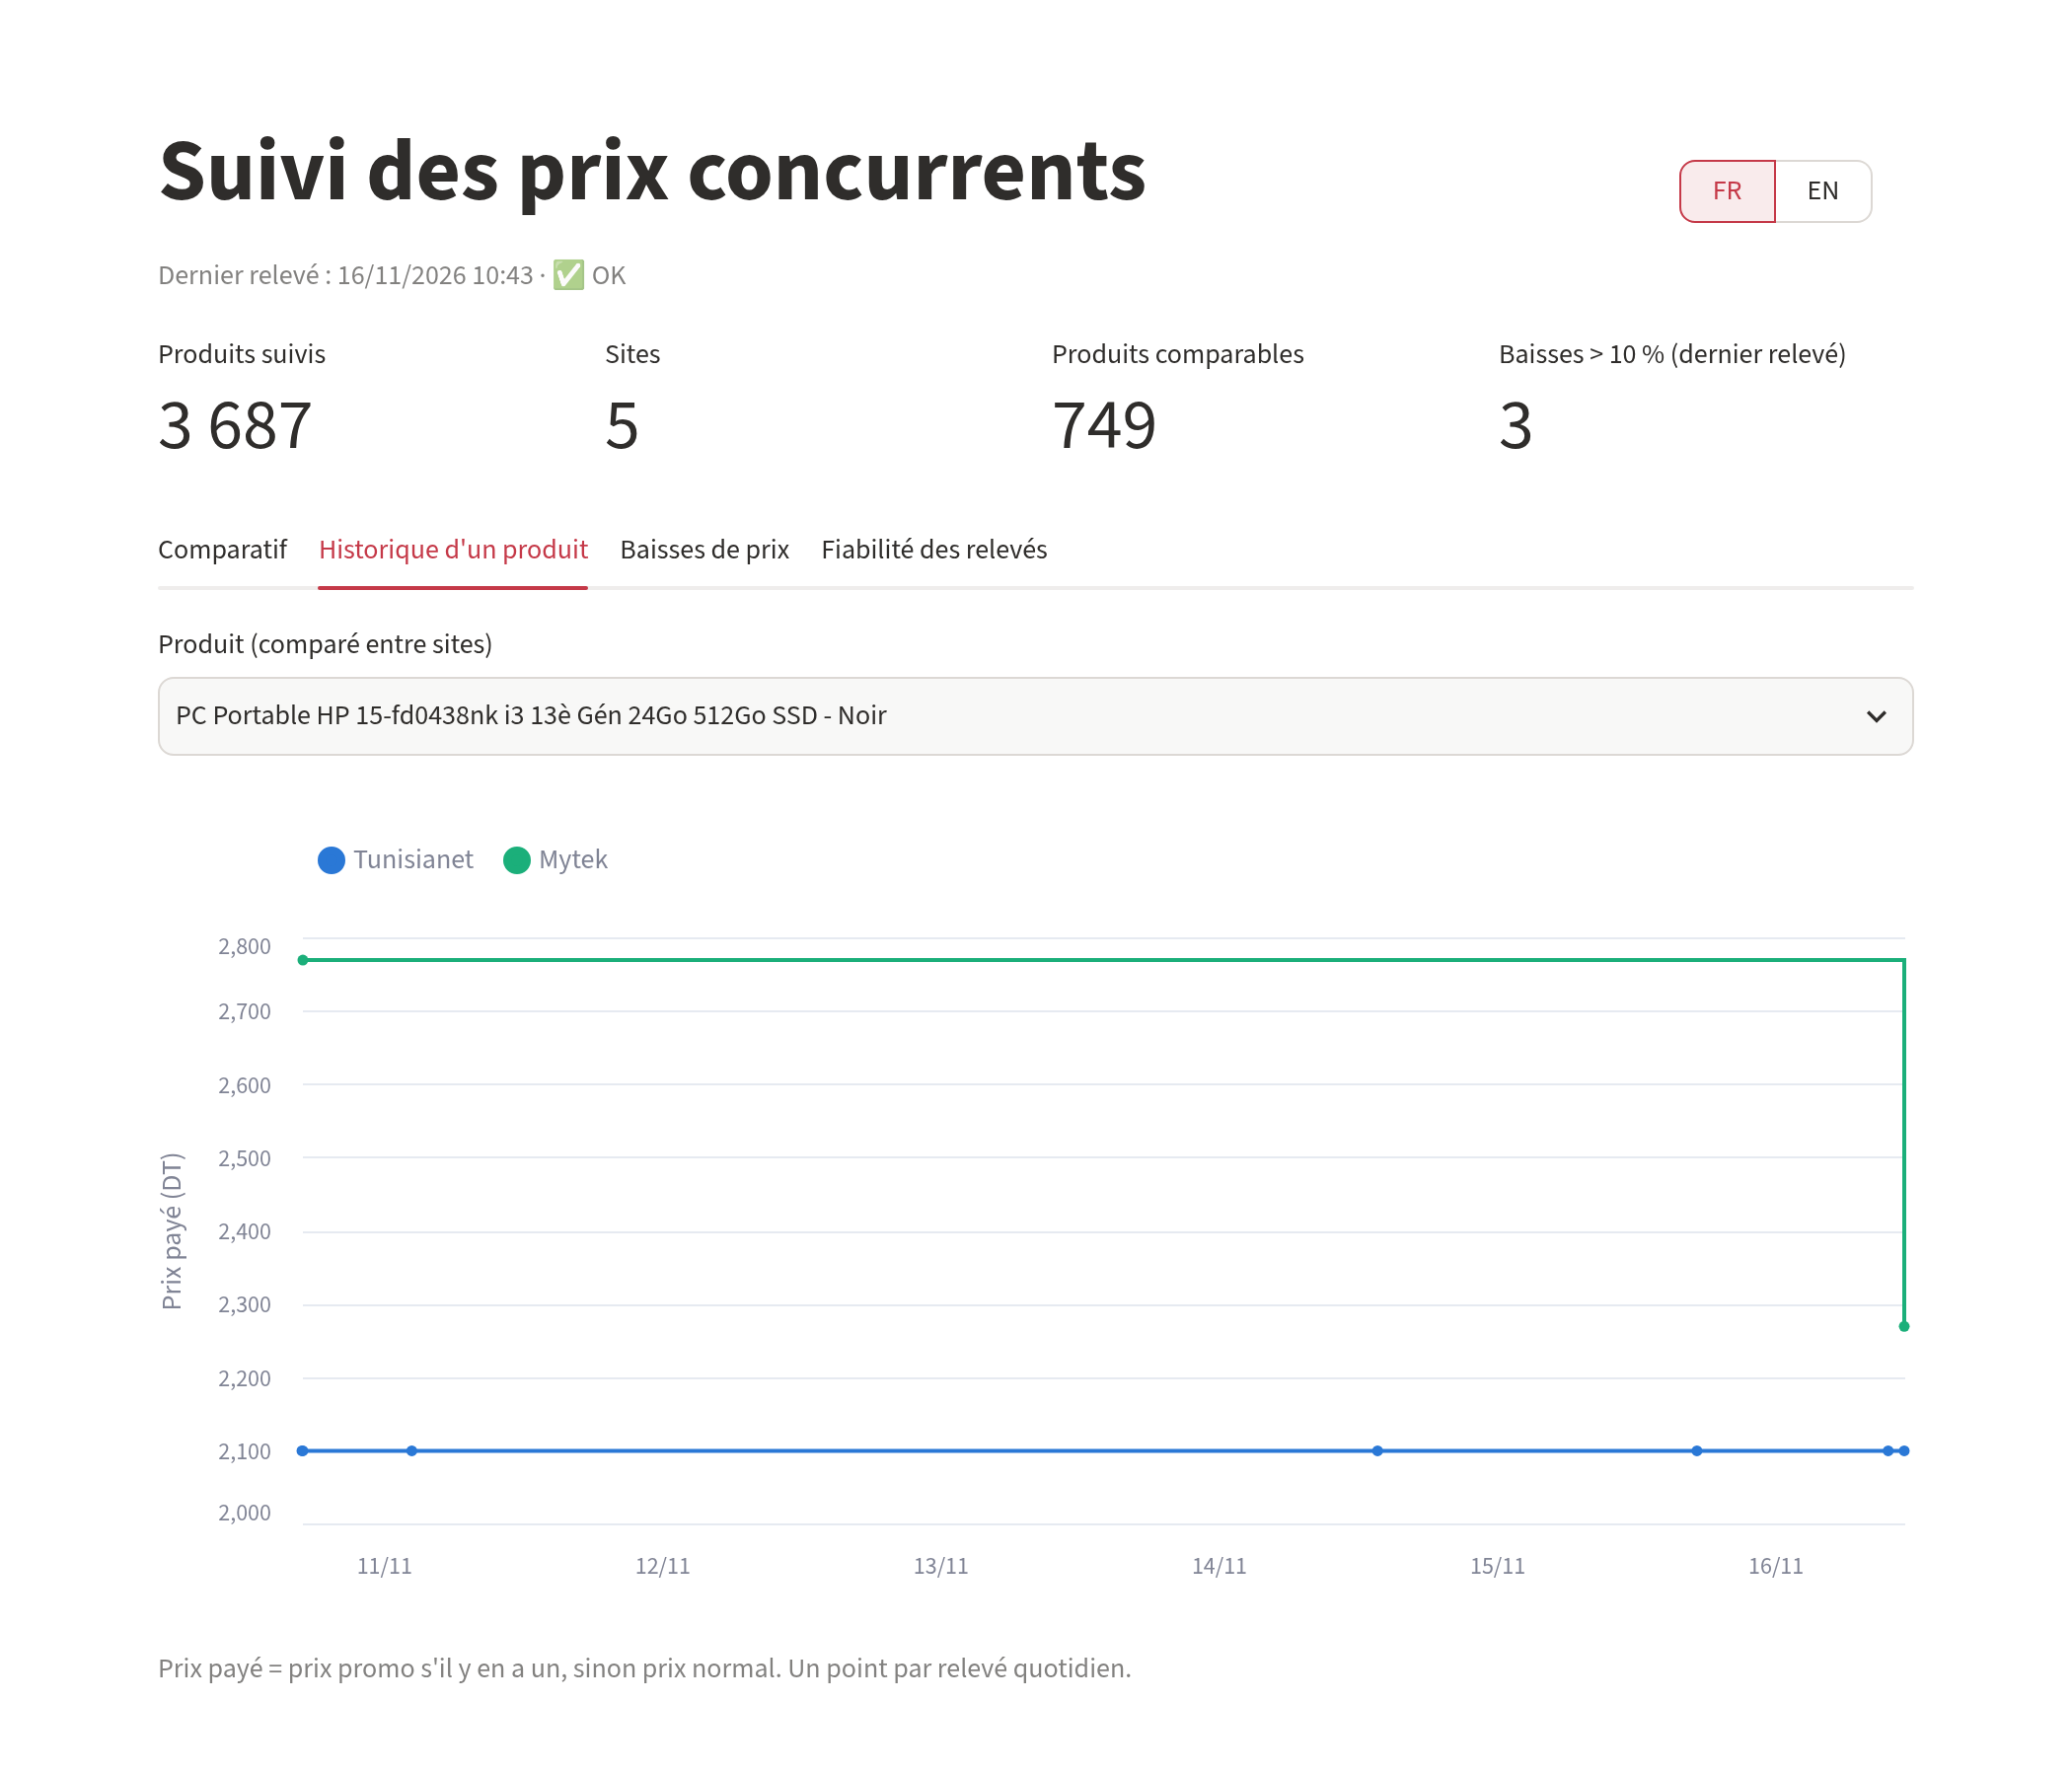 Suivi des prix concurrents
FR EN
Dernier relevé : 16/11/2026 10:43 · ✅ OK
Produits suivis
3 687
Sites
5
Produits comparables
749
Baisses > 10 % (dernier relevé)
3
Comparatif Historique d'un produit Baisses de prix Fiabilité des relevés
Produit (comparé entre sites)
PC Portable HP 15-fd0438nk i3 13è Gén 24Go 512Go SSD - Noir
Tunisianet Mytek
Prix payé (DT)
2,800
2,700
2,600
2,500
2,400
2,300
2,200
2,100
2,000
11/11 12/11 13/11 14/11 15/11 16/11
Prix payé = prix promo s'il y en a un, sinon prix normal. Un point par relevé quotidien.